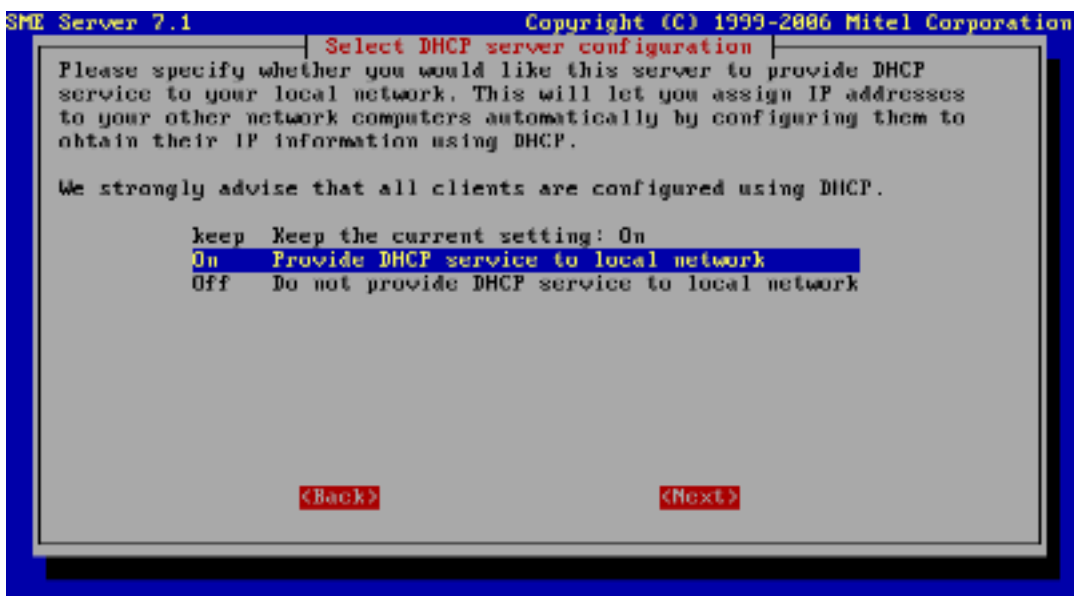 SME Server 7.1 Copyright (C) 1999-2006 Mitel Corporation
Select DHCP server configuration
Please specify whether you would like this server to provide DHCP
service to your local network. This will let you assign IP addresses
to your other network computers automatically by configuring them to
obtain their IP information using DHCP.
We strongly advise that all clients are configured using DHCP.
keep Keep the current setting: On
On Provide DHCP service to local network
Off Do not provide DHCP service to local network
<Back> <Next>